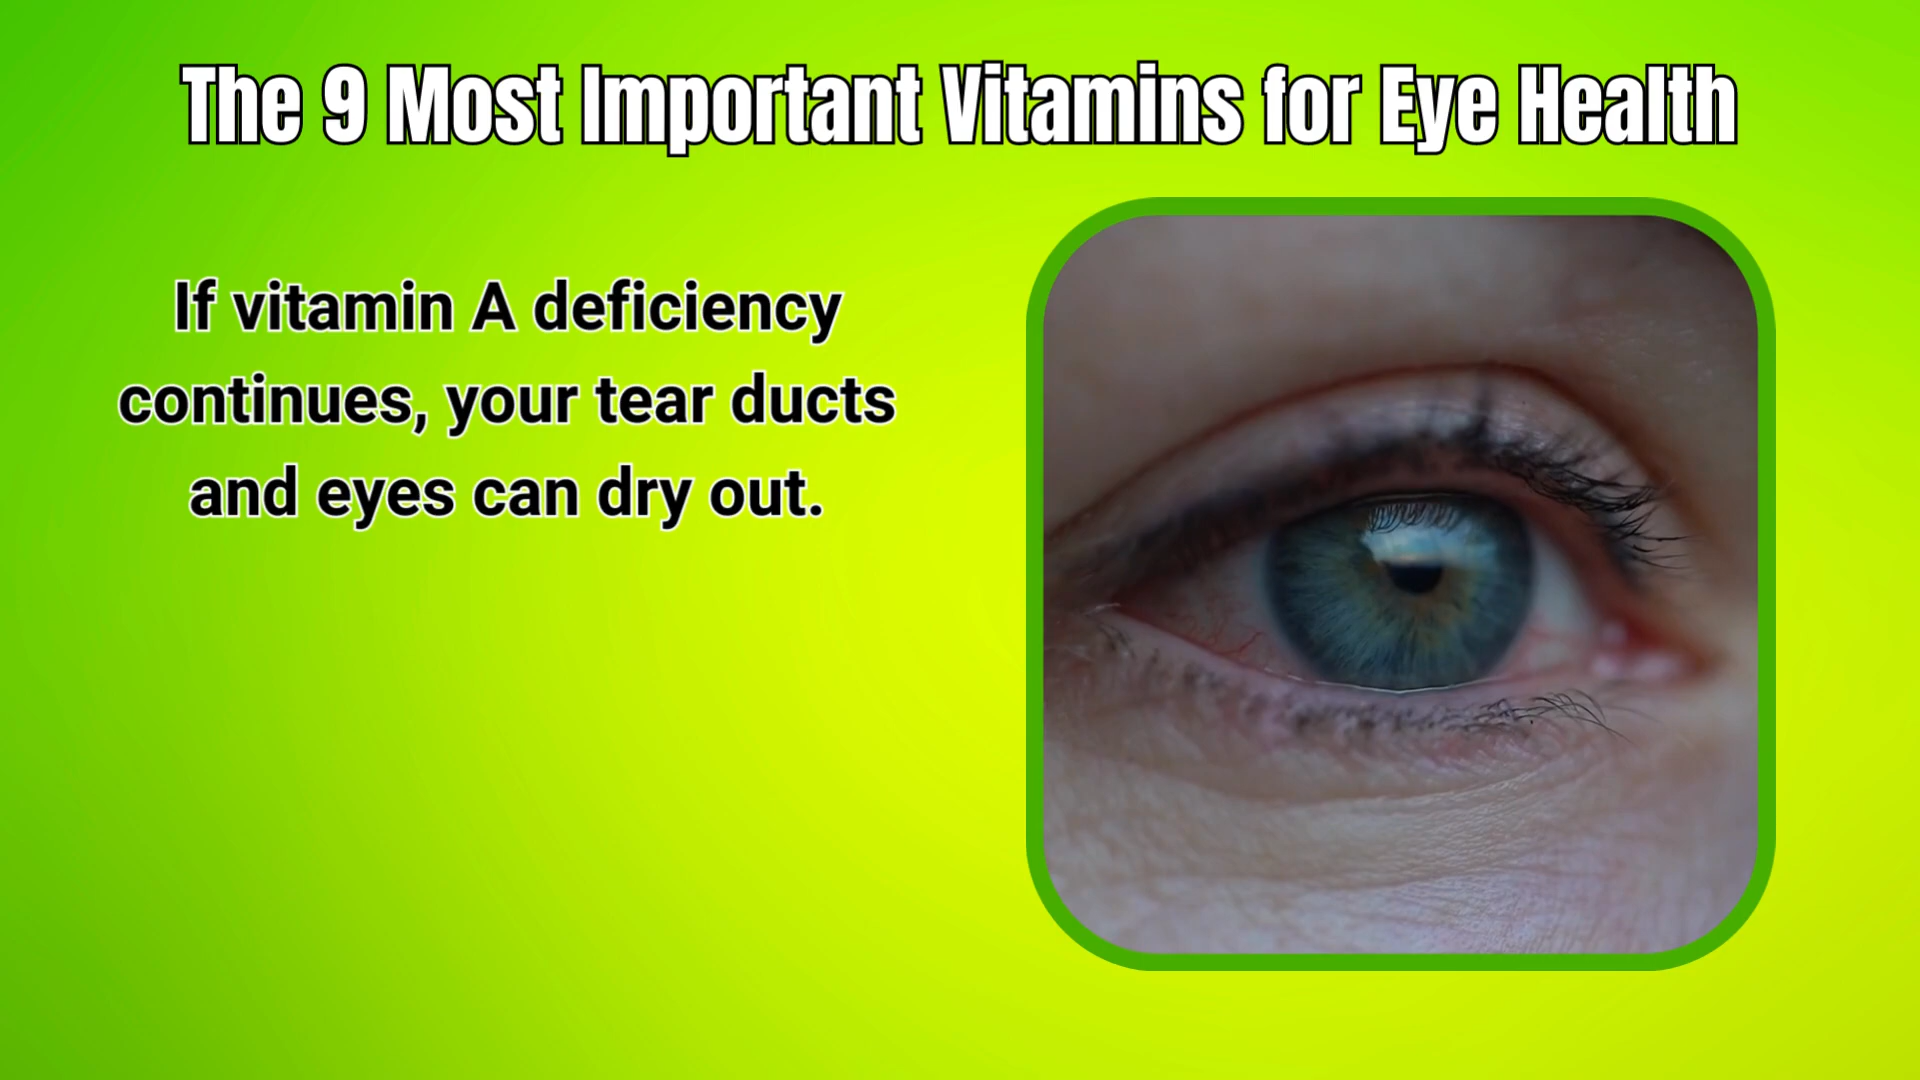 The 9 Most Important Vitamins for Eye Health
If vitamin A deficiency
continues, your tear ducts
and eyes can dry out.